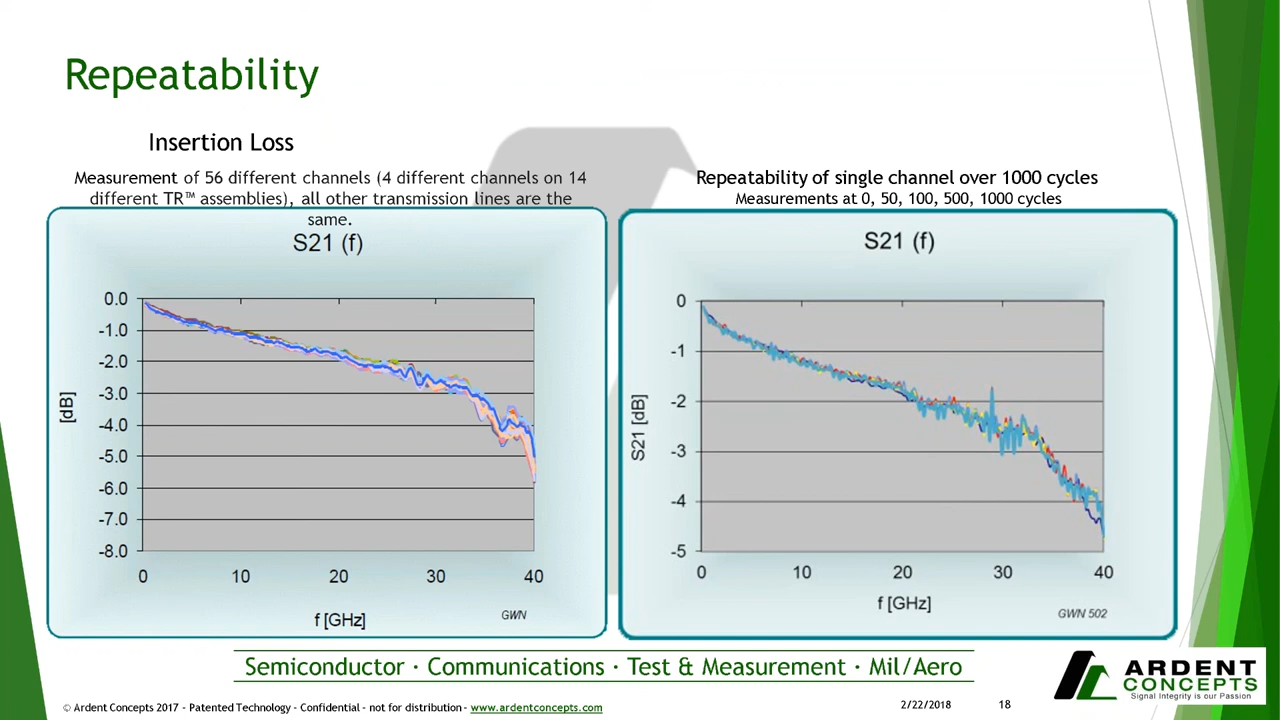 Repeatability
Insertion Loss
Measurement of 56 different channels (4 different channels on 14
different TR™ assemblies), all other transmission lines are the
same.
S21 (f)
0.0
-1.0
-2.0
-3.0
-4.0
-5.0
-6.0
-7.0
-8.0
[dB]
0 10 20 30 40
f [GHz]
GWN
Repeatability of single channel over 1000 cycles
Measurements at 0, 50, 100, 500, 1000 cycles
S21 (f)
0
-1
-2
-3
-4
-5
S21 [dB]
0 10 20 30 40
f [GHz]
GWN 502
Semiconductor · Communications · Test & Measurement · Mil/Aero
© Ardent Concepts 2017 - Patented Technology - Confidential - not for distribution - www.ardentconcepts.com
2/22/2018
18
ARDENT
CONCEPTS
Signal Integrity is our Passion